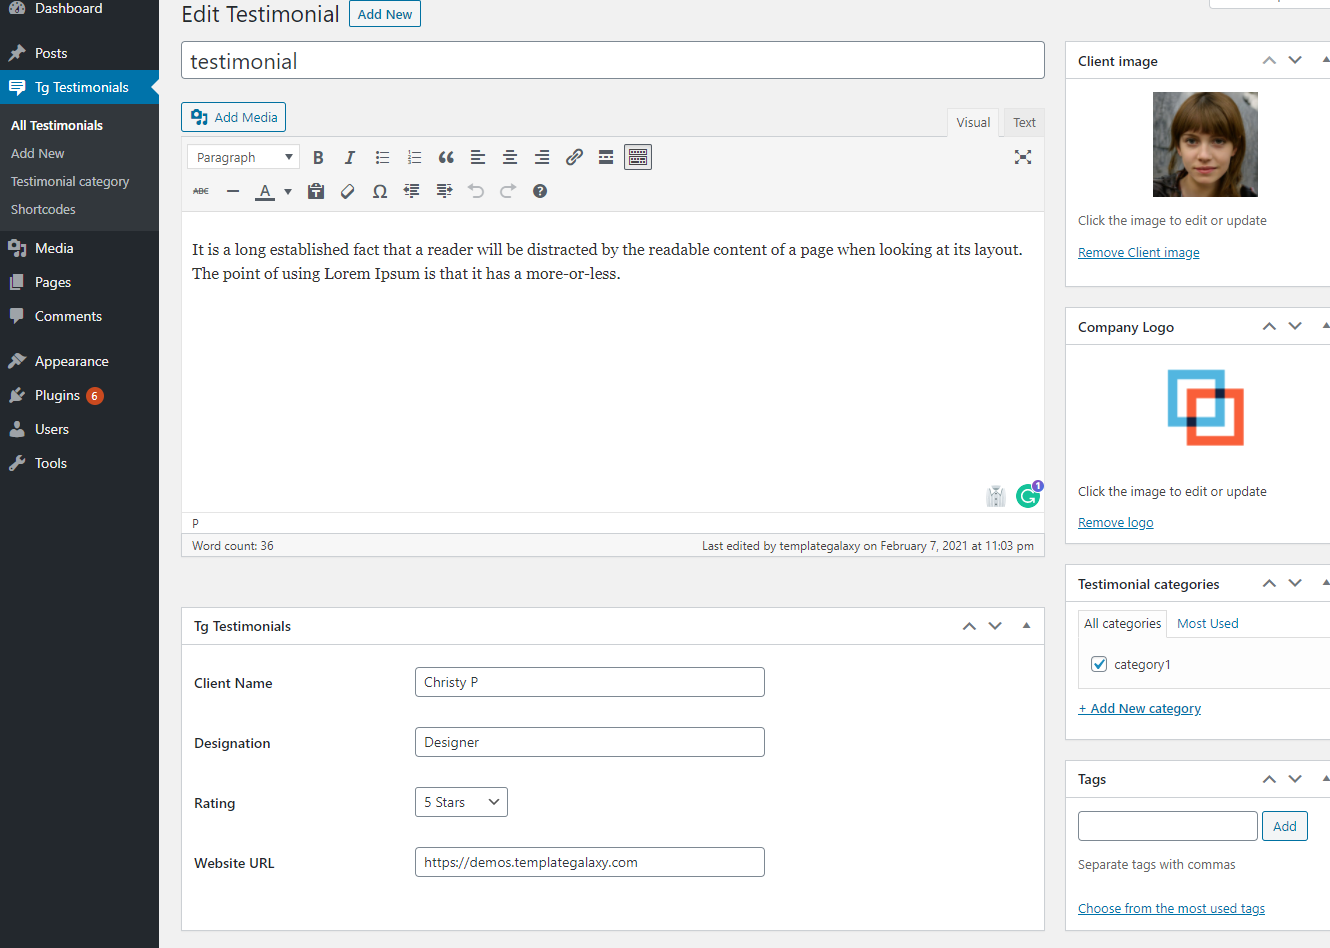 Dashboard
Posts
Tg Testimonials
All Testimonials
Add New
Testimonial category
Shortcodes
Media
Pages
Comments
Appearance
Plugins 6
Users
Tools
Edit Testimonial Add New
testimonial
Add Media
Visual Text
Paragraph B I
ABC A
It is a long established fact that a reader will be distracted by the readable content of a page when looking at its layout.
The point of using Lorem Ipsum is that it has a more-or-less.
1
P
Word count: 36 Last edited by templategalaxy on February 7, 2021 at 11:03 pm
Tg Testimonials
Client Name Christy P
Designation Designer
Rating 5 Stars
Website URL https://demos.templategalaxy.com
Client image
Click the image to edit or update
Remove Client image
Company Logo
Click the image to edit or update
Remove logo
Testimonial categories
All categories Most Used
category1
+ Add New category
Tags
Add
Separate tags with commas
Choose from the most used tags